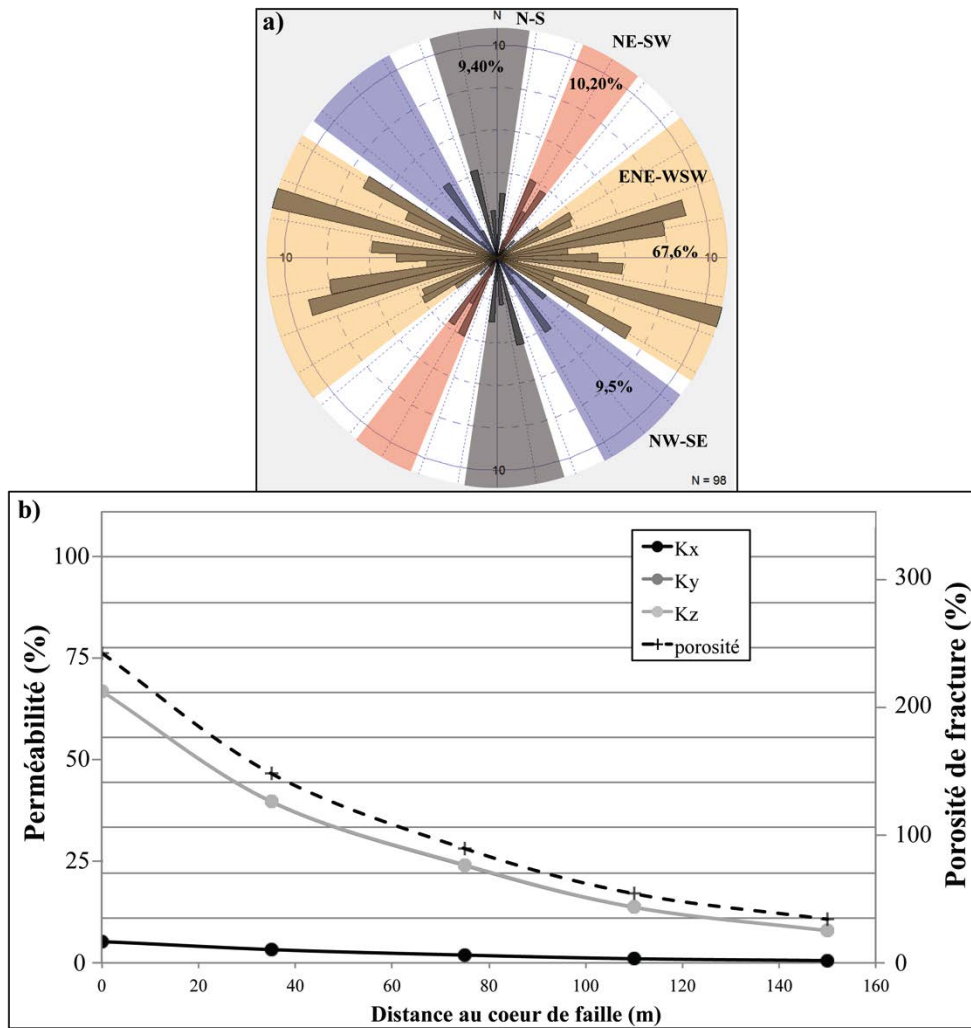 a)
N
N-S
NE-SW
10
9,40%
10,20%
ENE-WSW
10
67,6%
10
9,5%
NW-SE
10
N = 98
b)
Kx
Ky
Kz
porosité
Perméabilité (%)
100
75
50
25
0
Porosité de fracture (%)
300
200
100
0
0 20 40 60 80 100 120 140 160
Distance au coeur de faille (m)